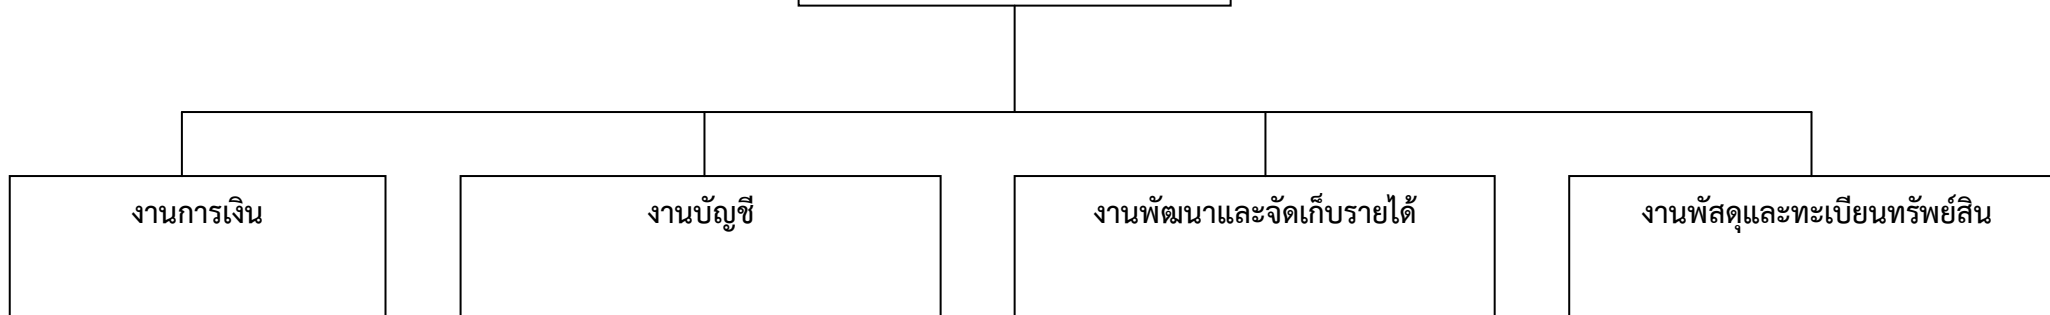 งานการเงิน
งานบัญชี
งานพัฒนาและจัดเก็บรายได้
งานพัสดุและทะเบียนทรัพย์สิน